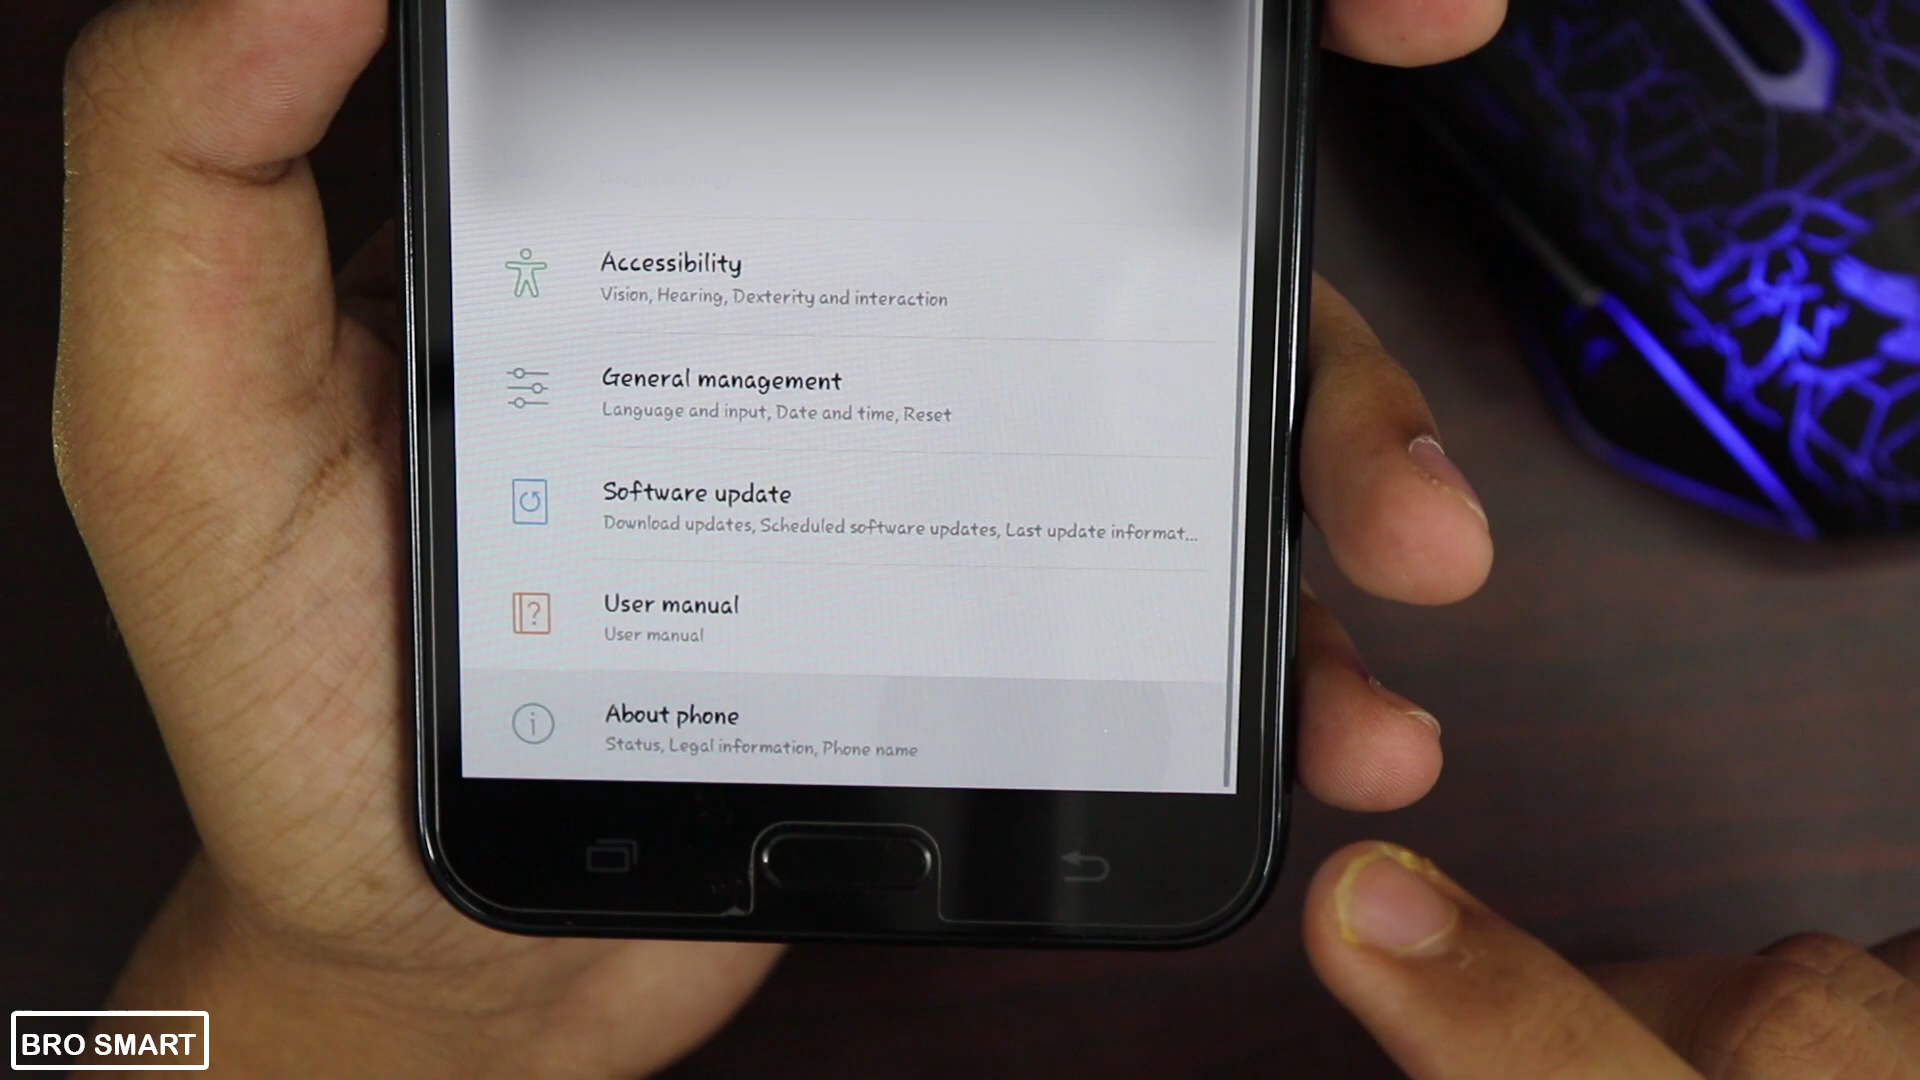 Accessibility
Vision, Hearing, Dexterity and interaction
General management
Language and input, Date and time, Reset
Software update
Download updates, Scheduled software updates, Last update informat...
User manual
User manual
About phone
Status, Legal information, Phone name
BRO SMART